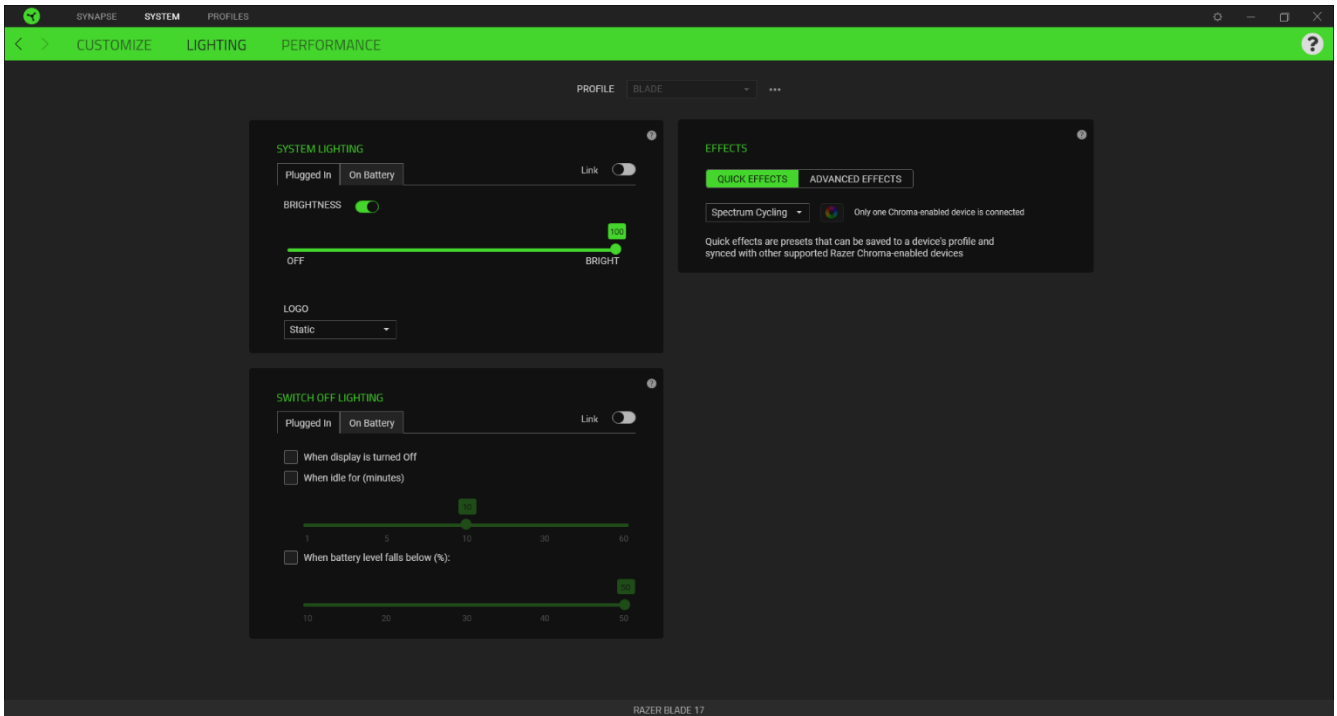 SYNAPSE SYSTEM PROFILES
CUSTOMIZE LIGHTING PERFORMANCE
?
PROFILE BLADE
SYSTEM LIGHTING
?
Plugged In On Battery
Link
BRIGHTNESS
100
OFF BRIGHT
LOGO
Static
EFFECTS
?
QUICK EFFECTS ADVANCED EFFECTS
Spectrum Cycling Only one Chroma-enabled device is connected
Quick effects are presets that can be saved to a device's profile and
synced with other supported Razer Chroma-enabled devices
SWITCH OFF LIGHTING
?
Plugged In On Battery
Link
When display is turned Off
When idle for (minutes)
10
1 5 10 30 60
When battery level falls below (%):
50
10 20 30 40 50
RAZER BLADE 17